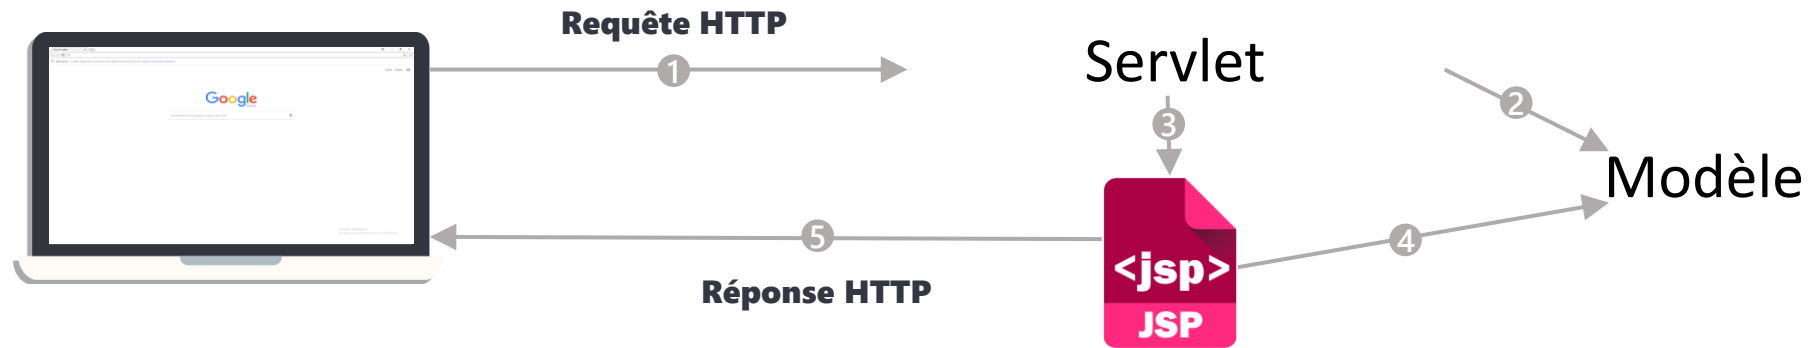 Requête HTTP
1
Servlet
2
Google
3
Modèle
5
4
<jsp>
Réponse HTTP
JSP